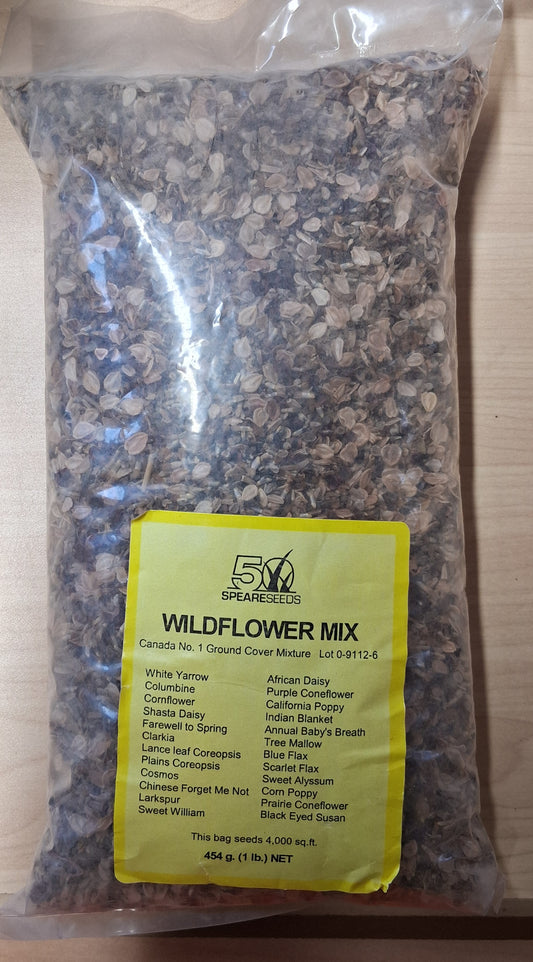 50
SPEARESEEDS
WILDFLOWER MIX
Canada No. 1 Ground Cover Mixture Lot 0-9112-6
White Yarrow
Columbine
Cornflower
Shasta Daisy
Farewell to Spring
Clarkia
Lance leaf Coreopsis
Plains Coreopsis
Cosmos
Chinese Forget Me Not
Larkspur
Sweet William
African Daisy
Purple Coneflower
California Poppy
Indian Blanket
Annual Baby's Breath
Tree Mallow
Blue Flax
Scarlet Flax
Sweet Alyssum
Corn Poppy
Prairie Coneflower
Black Eyed Susan
This bag seeds 4,000 sq.ft.
454 g. (1 lb.) NET